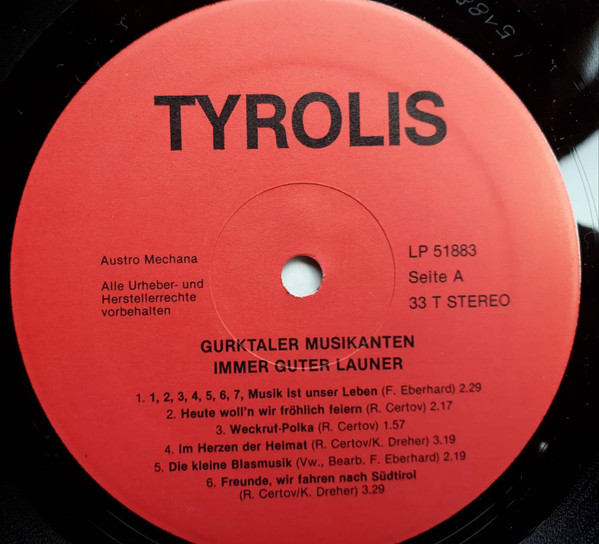 TYROLIS
Austro Mechana
Alle Urheber- und
Herstellerrechte
vorbehalten
LP 51883
Seite A
33 T STEREO
GURKTALER MUSIKANTEN
IMMER GUTER LAUNER
1. 1, 2, 3, 4, 5, 6, 7, Musik ist unser Leben (F. Eberhard) 2.29
2. Heute woll'n wir fröhlich feiern (R. Certov) 2.17
3. Weckruf-Polka (R. Certov) 1.57
4. Im Herzen der Heimat (R. Certov/K. Dreher) 3.19
5. Die kleine Blasmusik (Vw., Bearb. F. Eberhard) 2.19
6. Freunde, wir fahren nach Südtirol
(R. Certov/K. Dreher) 3.29